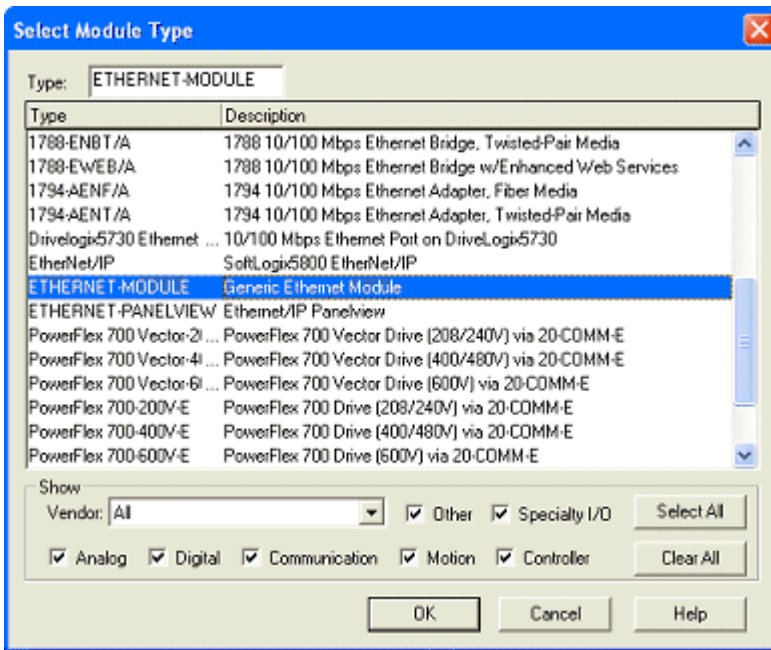 Select Module Type
Type: ETHERNET-MODULE
Type Description
1788-ENBT/A 1788 10/100 Mbps Ethernet Bridge, Twisted-Pair Media
1788-EWEB/A 1788 10/100 Mbps Ethernet Bridge w/Enhanced Web Services
1794-AENF/A 1794 10/100 Mbps Ethernet Adapter, Fiber Media
1794-AENT/A 1794 10/100 Mbps Ethernet Adapter, Twisted-Pair Media
Drivelogix5730 Ethernet ... 10/100 Mbps Ethernet Port on DriveLogix5730
EtherNet/IP SoftLogix5800 EtherNet/IP
ETHERNET-MODULE Generic Ethernet Module
ETHERNET-PANELVIEW Ethernet/IP Panelview
PowerFlex 700 Vector-2( ... PowerFlex 700 Vector Drive (208/240V) via 20-COMM-E
PowerFlex 700 Vector-4( ... PowerFlex 700 Vector Drive (400/480V) via 20-COMM-E
PowerFlex 700 Vector-6( ... PowerFlex 700 Vector Drive (600V) via 20-COMM-E
PowerFlex 700-200V-E PowerFlex 700 Drive (208/240V) via 20-COMM-E
PowerFlex 700-400V-E PowerFlex 700 Drive (400/480V) via 20-COMM-E
PowerFlex 700-600V-E PowerFlex 700 Drive (600V) via 20-COMM-E
Show
Vendor: All Other Specialty I/O Select All
Analog Digital Communication Motion Controller Clear All
OK Cancel Help